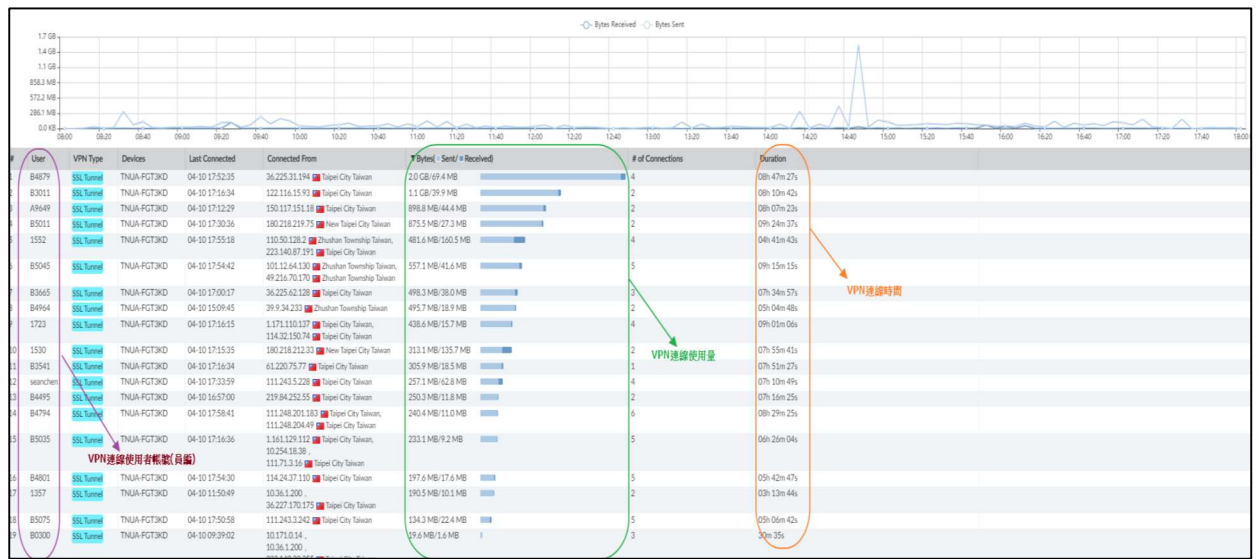 Bytes Received Bytes Sent
1.7 GB
1.4 GB
1.1 GB
858.3 MB
572.2 MB
286.1 MB
0.0 KB
08:00 08:20 08:40 09:00 09:20 09:40 10:00 10:20 10:40 11:00 11:20 11:40 12:00 12:20 12:40 13:00 13:20 13:40 14:00 14:20 14:40 15:00 15:20 15:40 16:00 16:20 16:40 17:00 17:20 17:40 18:00
# User VPN Type Devices Last Connected Connected From ▼Bytes( Sent/ Received) # of Connections Duration
1 B4879 SSL Tunnel TNUA-FGT3KD 04-10 17:52:35 36.225.31.194 Taipei City Taiwan 2.0 GB/69.4 MB 4 08h 47m 27s
2 B3011 SSL Tunnel TNUA-FGT3KD 04-10 17:16:34 122.116.15.93 Taipei City Taiwan 1.1 GB/39.9 MB 2 08h 10m 42s
3 A9649 SSL Tunnel TNUA-FGT3KD 04-10 17:12:29 150.117.151.18 Taipei City Taiwan 898.8 MB/44.4 MB 2 08h 07m 23s
4 B5011 SSL Tunnel TNUA-FGT3KD 04-10 17:30:36 180.218.219.75 New Taipei City Taiwan 875.5 MB/27.3 MB 2 09h 24m 37s
5 1552 SSL Tunnel TNUA-FGT3KD 04-10 17:55:18 110.50.128.2 Zhushan Township Taiwan, 481.6 MB/160.5 MB 4 04h 41m 43s
223.140.87.191 Taipei City Taiwan
6 B5045 SSL Tunnel TNUA-FGT3KD 04-10 17:54:42 101.12.64.130 Zhushan Township Taiwan, 557.1 MB/41.6 MB 5 09h 15m 15s
49.216.70.170 Zhushan Township Taiwan
7 B3665 SSL Tunnel TNUA-FGT3KD 04-10 17:00:17 36.225.62.128 Taipei City Taiwan 498.3 MB/38.0 MB 3 07h 34m 57s
VPN連線時間
8 B4964 SSL Tunnel TNUA-FGT3KD 04-10 15:09:45 39.9.34.233 Zhushan Township Taiwan 495.7 MB/18.9 MB 2 05h 04m 48s
9 1723 SSL Tunnel TNUA-FGT3KD 04-10 17:16:15 1.171.110.137 Taipei City Taiwan, 438.6 MB/15.7 MB 4 09h 01m 06s
114.32.150.74 Taipei City Taiwan
10 1530 SSL Tunnel TNUA-FGT3KD 04-10 17:15:35 180.218.212.33 New Taipei City Taiwan 313.1 MB/135.7 MB 2 07h 55m 41s
VPN連線使用量
11 B3541 SSL Tunnel TNUA-FGT3KD 04-10 17:16:34 61.220.75.77 Taipei City Taiwan 305.9 MB/18.5 MB 1 07h 51m 27s
12 seanchen SSL Tunnel TNUA-FGT3KD 04-10 17:33:59 111.243.5.228 Taipei City Taiwan 257.1 MB/62.8 MB 4 07h 10m 49s
13 B4495 SSL Tunnel TNUA-FGT3KD 04-10 16:57:00 219.84.252.55 Taipei City Taiwan 250.3 MB/11.8 MB 2 07h 16m 25s
14 B4794 SSL Tunnel TNUA-FGT3KD 04-10 17:58:41 111.248.201.183 Taipei City Taiwan, 240.4 MB/11.0 MB 6 08h 29m 25s
111.248.204.49 Taipei City Taiwan
15 B5035 SSL Tunnel TNUA-FGT3KD 04-10 17:16:36 1.161.129.112 Taipei City Taiwan, 233.1 MB/9.2 MB 5 06h 26m 04s
10.254.18.38 ,
VPN連線使用者帳號(員編)
111.71.3.16 Taipei City Taiwan
16 B4801 SSL Tunnel TNUA-FGT3KD 04-10 17:54:30 114.24.37.110 Taipei City Taiwan 197.6 MB/17.6 MB 5 05h 42m 47s
17 1357 SSL Tunnel TNUA-FGT3KD 04-10 11:50:49 10.36.1.200 , 190.5 MB/10.1 MB 2 03h 13m 44s
36.227.170.175 Taipei City Taiwan
18 B5075 SSL Tunnel TNUA-FGT3KD 04-10 17:50:58 111.243.3.242 Taipei City Taiwan 134.3 MB/22.4 MB 5 05h 06m 42s
19 B0300 SSL Tunnel TNUA-FGT3KD 04-10 09:39:02 10.171.0.14 , 19.6 MB/1.6 MB 3 30m 35s
10.36.1.200 ,